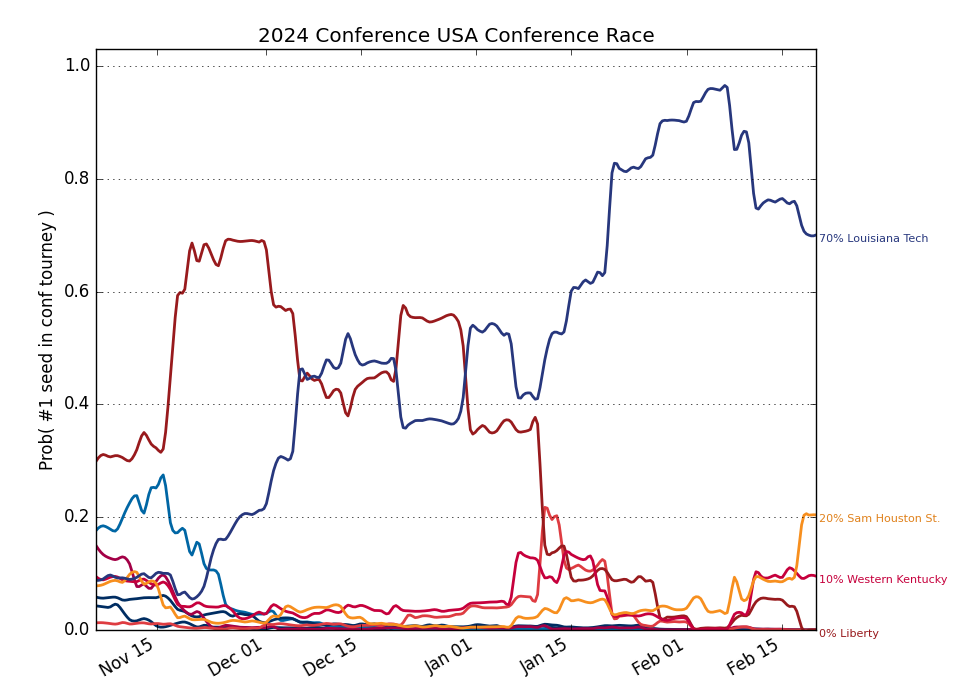 2024 Conference USA Conference Race
Prob( #1 seed in conf tourney )
1.0
0.8
0.6
0.4
0.2
0.0
Nov 15
Dec 01
Dec 15
Jan 01
Jan 15
Feb 01
Feb 15
70% Louisiana Tech
20% Sam Houston St.
10% Western Kentucky
0% Liberty